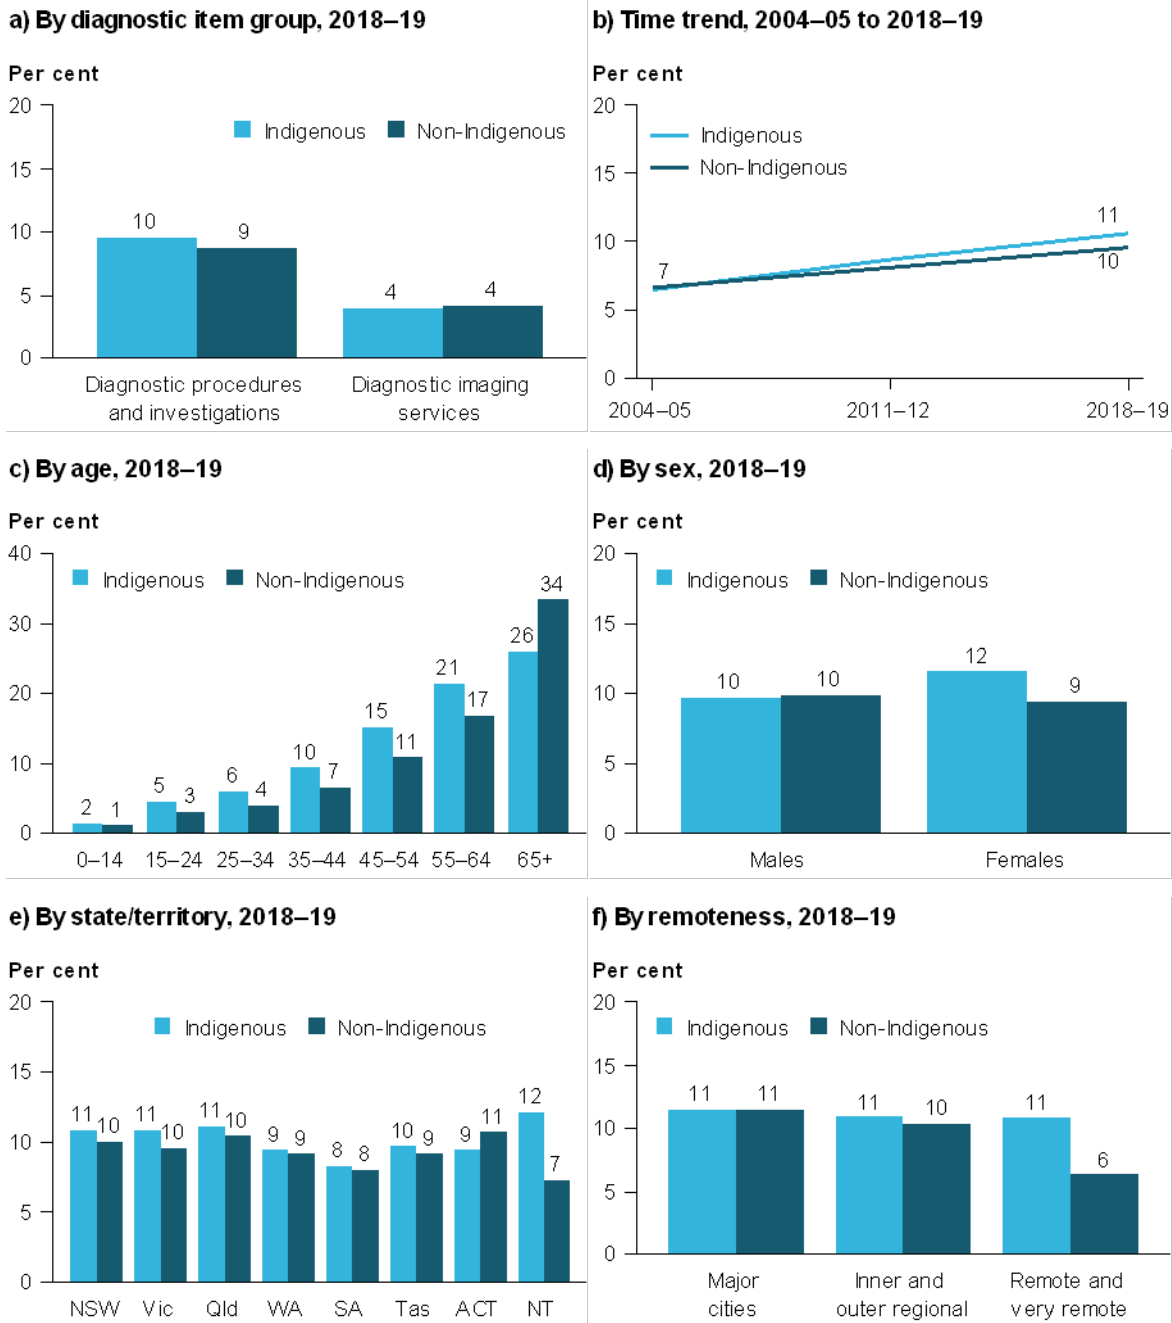 a) By diagnostic item group, 2018–19
Per cent
20
15
10
5
0
Indigenous Non-Indigenous
10 9 4 4
Diagnostic procedures
and investigations
Diagnostic imaging
services
b) Time trend, 2004–05 to 2018–19
Per cent
20
15
10
5
0
Indigenous
Non-Indigenous
7
11
10
2004–05 2011–12 2018–19
c) By age, 2018–19
Per cent
40
30
20
10
0
Indigenous Non-Indigenous
2 1 5 3 6 4 10 7 15 11 21 17 26 34
0–14 15–24 25–34 35–44 45–54 55–64 65+
d) By sex, 2018–19
Per cent
20
15
10
5
0
Indigenous Non-Indigenous
10 10 12 9
Males Females
e) By state/territory, 2018–19
Per cent
20
15
10
5
0
Indigenous Non-Indigenous
11 10 11 10 11 10 9 9 8 8 10 9 9 11 12 7
NSW Vic Qld WA SA Tas ACT NT
f) By remoteness, 2018–19
Per cent
20
15
10
5
0
Indigenous Non-Indigenous
11 11 11 10 11 6
Major
cities
Inner and
outer regional
Remote and
very remote